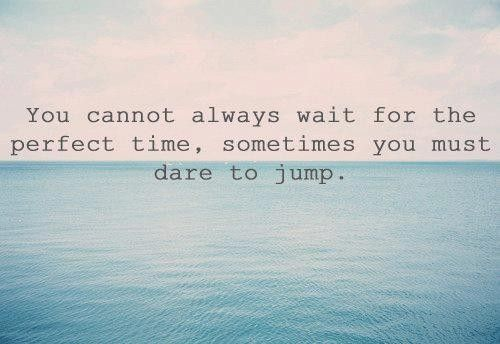 You cannot always wait for the
perfect time, sometimes you must
dare to jump.